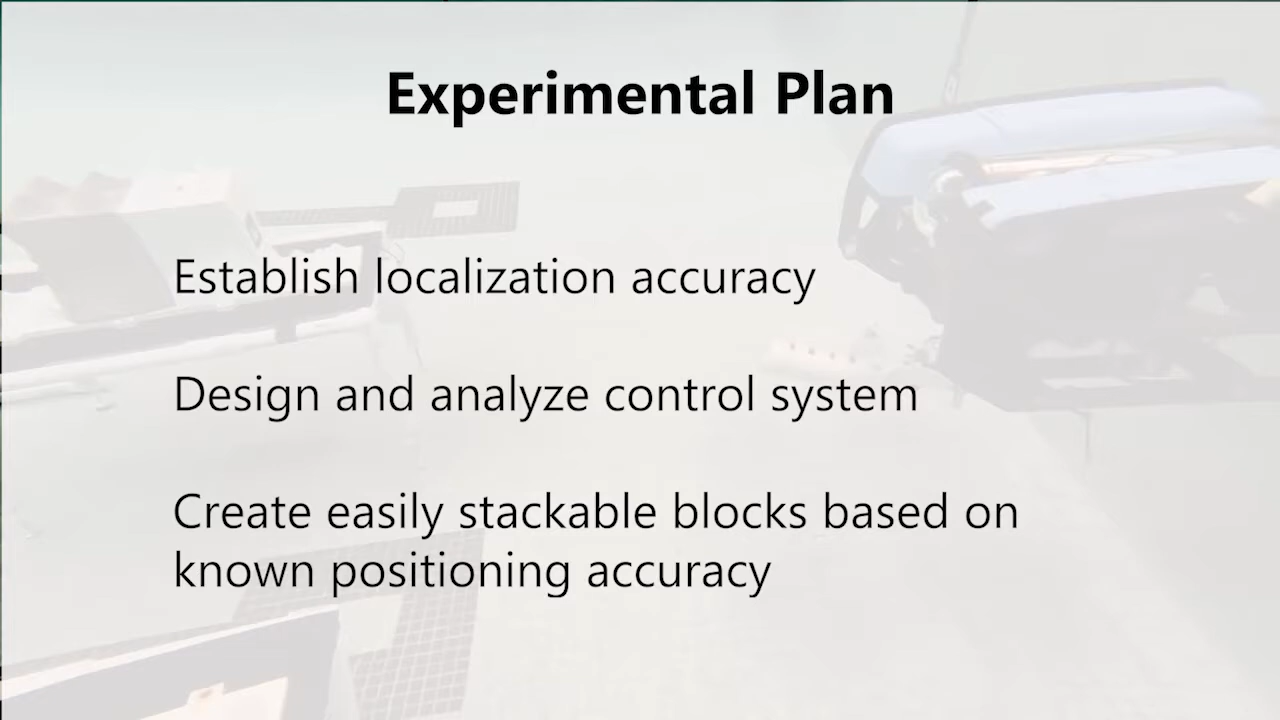 Experimental Plan
Establish localization accuracy
Design and analyze control system
Create easily stackable blocks based on
known positioning accuracy